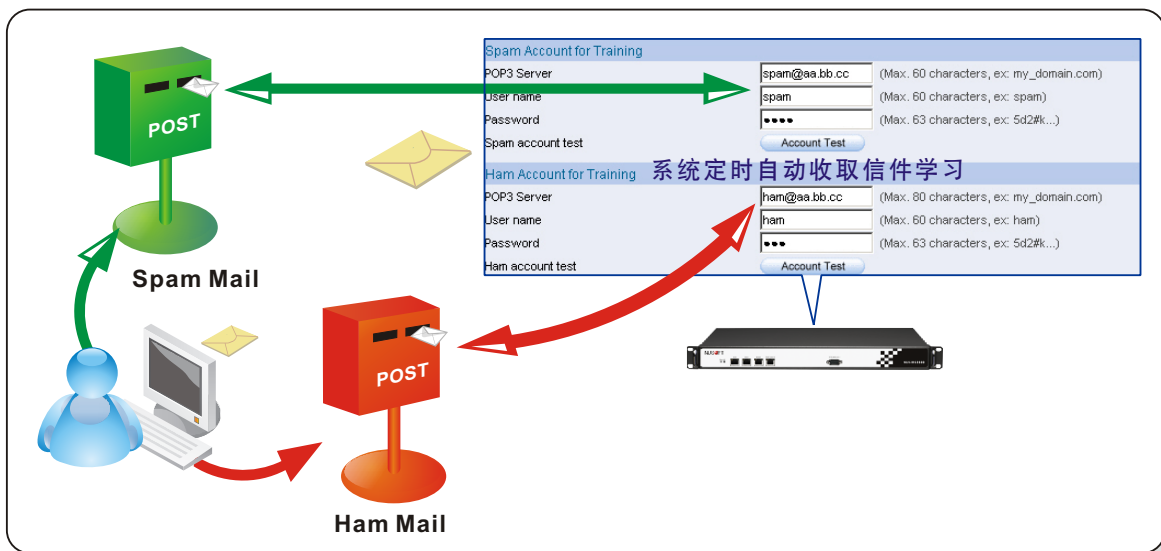 Spam Account for Training
POP3 Server spam@aa.bb.cc (Max. 60 characters, ex: my_domain.com)
User name spam (Max. 60 characters, ex: spam)
Password •••• (Max. 63 characters, ex: 5d2#k...)
Spam account test Account Test
Ham Account for Training 系统定时自动收取信件学习
POP3 Server ham@aa.bb.cc (Max. 80 characters, ex: my_domain.com)
User name ham (Max. 60 characters, ex: ham)
Password ••• (Max. 63 characters, ex: 5d2#k...)
Ham account test Account Test
POST
Spam Mail
POST
Ham Mail